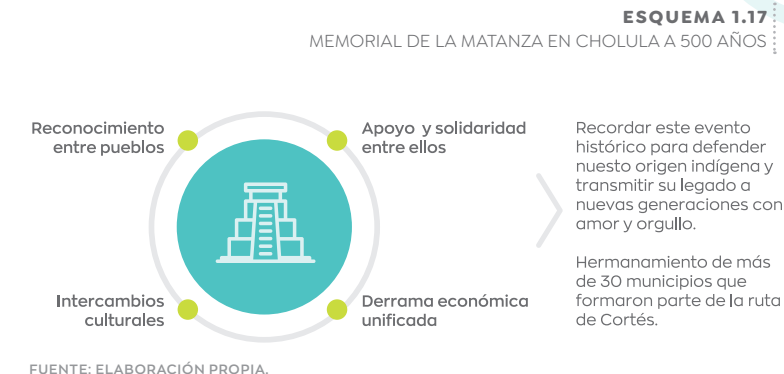 ESQUEMA 1.17
MEMORIAL DE LA MATANZA EN CHOLULA A 500 AÑOS
Reconocimiento
entre pueblos
Apoyo y solidaridad
entre ellos
Intercambios
culturales
Derrama económica
unificada
Recordar este evento
histórico para defender
nuesto origen indígena y
transmitir su legado a
nuevas generaciones con
amor y orgullo.
Hermanamiento de más
de 30 municipios que
formaron parte de la ruta
de Cortés.
FUENTE: ELABORACIÓN PROPIA.